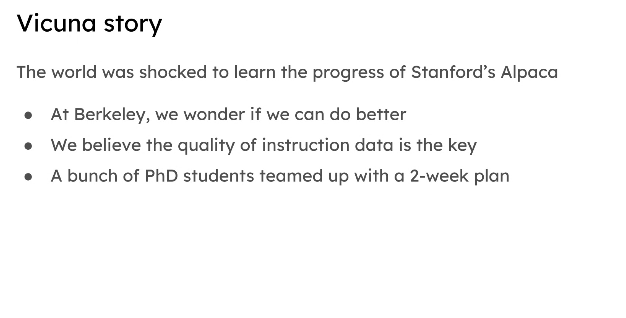 Vicuna story
The world was shocked to learn the progress of Stanford's Alpaca
● At Berkeley, we wonder if we can do better
● We believe the quality of instruction data is the key
● A bunch of PhD students teamed up with a 2-week plan